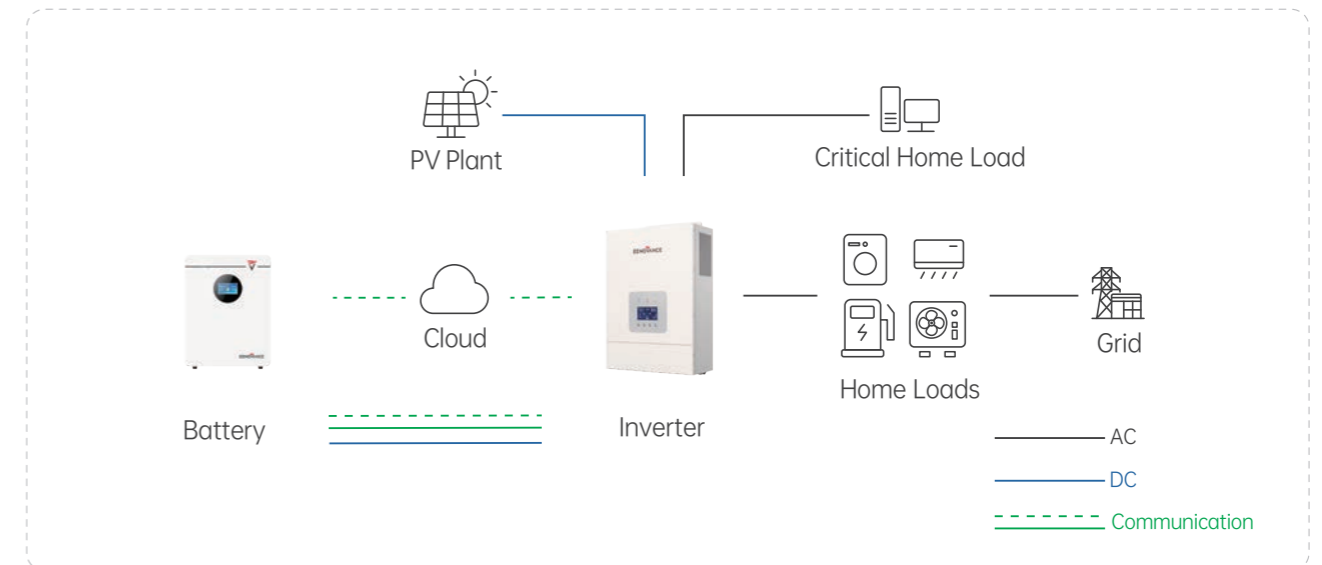 PV Plant
Critical Home Load
Cloud
Grid
Home Loads
Battery
Inverter
AC
DC
Communication